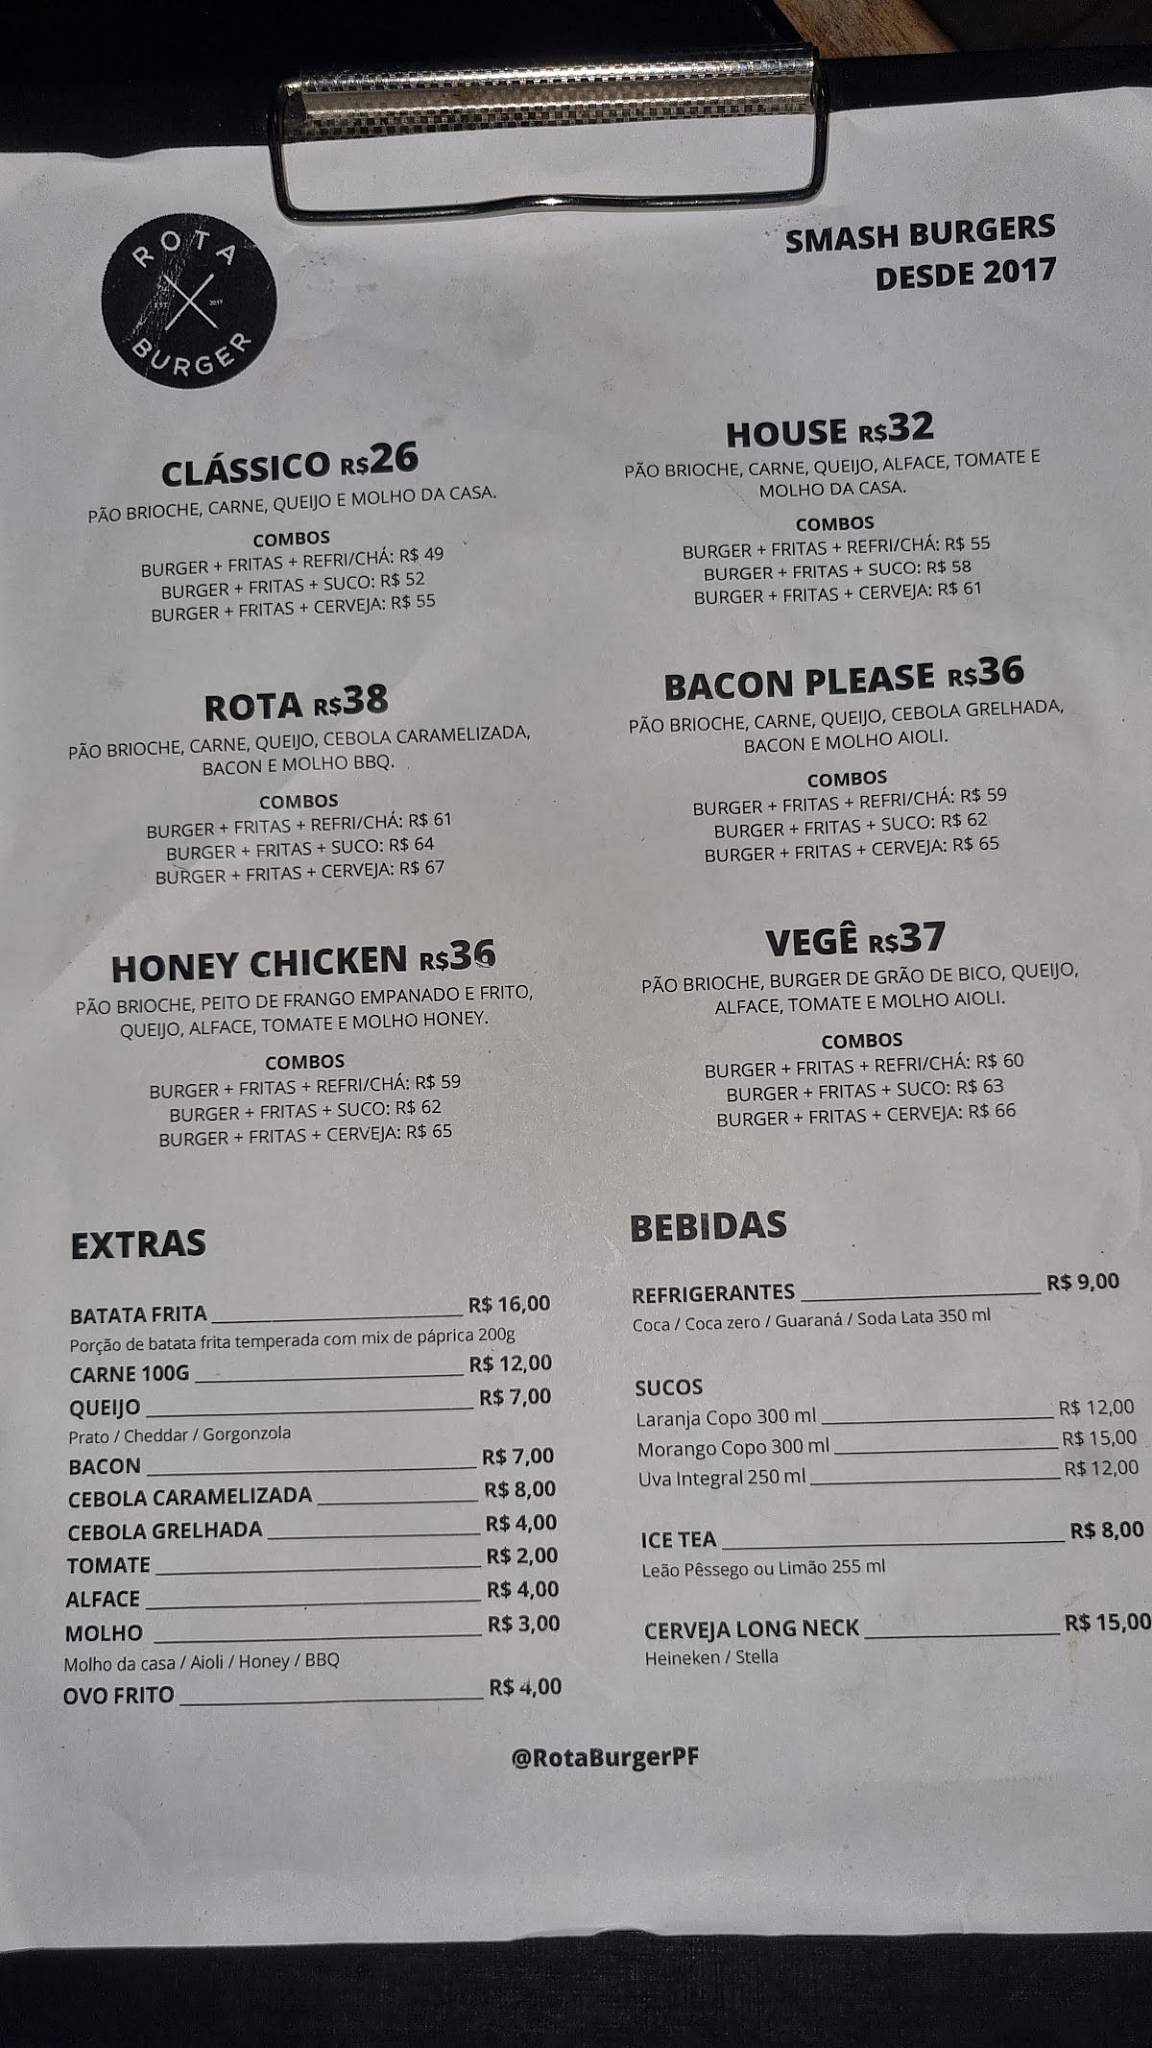 ROTA
EST. 2017
BURGER
SMASH BURGERS
DESDE 2017
CLÁSSICO R$26
PÃO BRIOCHE, CARNE, QUEIJO E MOLHO DA CASA.
COMBOS
BURGER + FRITAS + REFRI/CHÁ: R$ 49
BURGER + FRITAS + SUCO: R$ 52
BURGER + FRITAS + CERVEJA: R$ 55
HOUSE R$32
PÃO BRIOCHE, CARNE, QUEIJO, ALFACE, TOMATE E
MOLHO DA CASA.
COMBOS
BURGER + FRITAS + REFRI/CHÁ: R$ 55
BURGER + FRITAS + SUCO: R$ 58
BURGER + FRITAS + CERVEJA: R$ 61
ROTA R$38
PÃO BRIOCHE, CARNE, QUEIJO, CEBOLA CARAMELIZADA,
BACON E MOLHO BBQ.
COMBOS
BURGER + FRITAS + REFRI/CHÁ: R$ 61
BURGER + FRITAS + SUCO: R$ 64
BURGER + FRITAS + CERVEJA: R$ 67
BACON PLEASE R$36
PÃO BRIOCHE, CARNE, QUEIJO, CEBOLA GRELHADA,
BACON E MOLHO AIOLI.
COMBOS
BURGER + FRITAS + REFRI/CHÁ: R$ 59
BURGER + FRITAS + SUCO: R$ 62
BURGER + FRITAS + CERVEJA: R$ 65
HONEY CHICKEN R$36
PÃO BRIOCHE, PEITO DE FRANGO EMPANADO E FRITO,
QUEIJO, ALFACE, TOMATE E MOLHO HONEY.
COMBOS
BURGER + FRITAS + REFRI/CHÁ: R$ 59
BURGER + FRITAS + SUCO: R$ 62
BURGER + FRITAS + CERVEJA: R$ 65
VEGÊ R$37
PÃO BRIOCHE, BURGER DE GRÃO DE BICO, QUEIJO,
ALFACE, TOMATE E MOLHO AIOLI.
COMBOS
BURGER + FRITAS + REFRI/CHÁ: R$ 60
BURGER + FRITAS + SUCO: R$ 63
BURGER + FRITAS + CERVEJA: R$ 66
EXTRAS
BATATA FRITA R$ 16,00
Porção de batata frita temperada com mix de páprica 200g
CARNE 100G R$ 12,00
QUEIJO R$ 7,00
Prato / Cheddar / Gorgonzola
BACON R$ 7,00
CEBOLA CARAMELIZADA R$ 8,00
CEBOLA GRELHADA R$ 4,00
TOMATE R$ 2,00
ALFACE R$ 4,00
MOLHO R$ 3,00
Molho da casa / Aioli / Honey / BBQ
OVO FRITO R$ 4,00
BEBIDAS
REFRIGERANTES R$ 9,00
Coca / Coca zero / Guaraná / Soda Lata 350 ml
SUCOS
Laranja Copo 300 ml R$ 12,00
Morango Copo 300 ml R$ 15,00
Uva Integral 250 ml R$ 12,00
ICE TEA R$ 8,00
Leão Pêssego ou Limão 255 ml
CERVEJA LONG NECK R$ 15,00
Heineken / Stella
@RotaBurgerPF